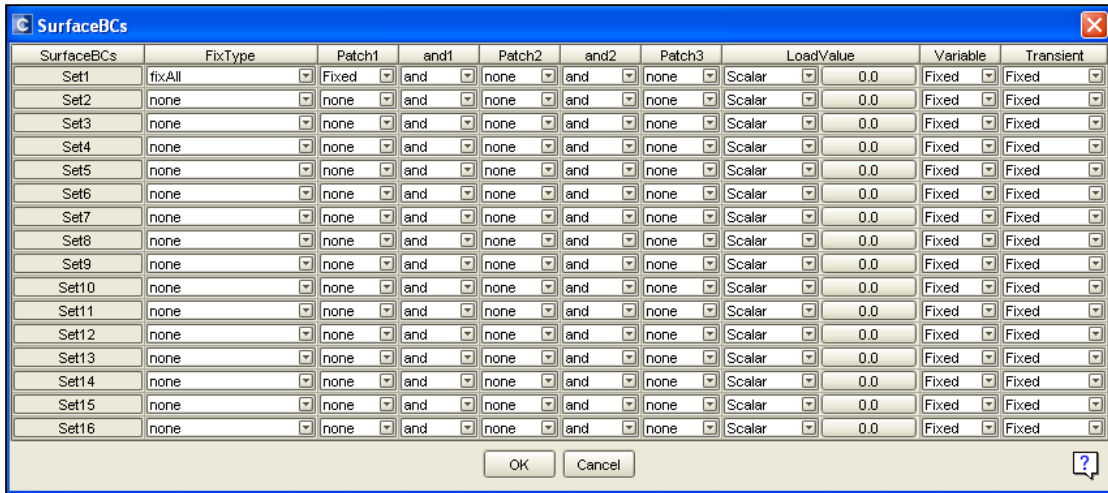 SurfaceBCs
SurfaceBCs FixType Patch1 and1 Patch2 and2 Patch3 LoadValue Variable Transient
Set1 fixAll Fixed and none and none Scalar 0.0 Fixed Fixed
Set2 none none and none and none Scalar 0.0 Fixed Fixed
Set3 none none and none and none Scalar 0.0 Fixed Fixed
Set4 none none and none and none Scalar 0.0 Fixed Fixed
Set5 none none and none and none Scalar 0.0 Fixed Fixed
Set6 none none and none and none Scalar 0.0 Fixed Fixed
Set7 none none and none and none Scalar 0.0 Fixed Fixed
Set8 none none and none and none Scalar 0.0 Fixed Fixed
Set9 none none and none and none Scalar 0.0 Fixed Fixed
Set10 none none and none and none Scalar 0.0 Fixed Fixed
Set11 none none and none and none Scalar 0.0 Fixed Fixed
Set12 none none and none and none Scalar 0.0 Fixed Fixed
Set13 none none and none and none Scalar 0.0 Fixed Fixed
Set14 none none and none and none Scalar 0.0 Fixed Fixed
Set15 none none and none and none Scalar 0.0 Fixed Fixed
Set16 none none and none and none Scalar 0.0 Fixed Fixed
OK Cancel ?